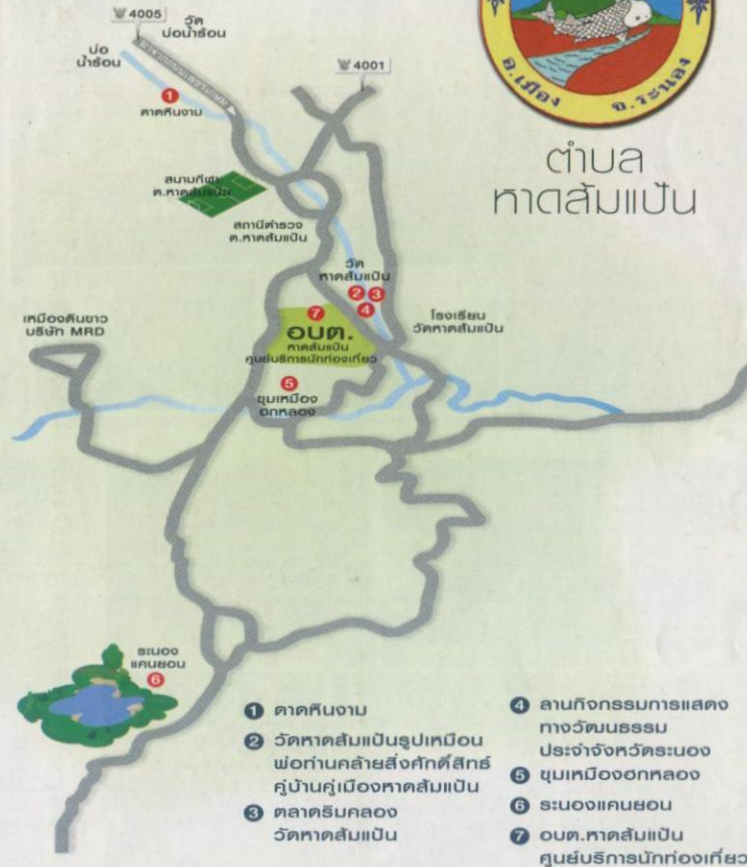 4005
วัด
บ่อน้ำร้อน
บ่อ
น้ำร้อน
4001
1
ดาดหินงาม
อ.เมือง จ.ระนอง
ตำบล
หาดส้มแป้น
สนามกีฬา
ต.หาดส้มแป้น
สถานีตำรวจ
ต.หาดส้มแป้น
วัด
หาดส้มแป้น
2 3
4
7
โรงเรียน
วัดหาดส้มแป้น
เหมืองดินขาว
บริษัท MRD
อบต.
หาดส้มแป้น
ศูนย์บริการนักท่องเที่ยว
5
ขุมเหมือง
ฮกหลอง
ระนอง
แคนยอน
6
1 ดาดหินงาม
2 วัดหาดส้มแป้นรูปเหมือน
พ่อท่านคล้ายสิ่งศักดิ์สิทธ์
คู่บ้านคู่เมืองหาดส้มแป้น
3 ตลาดริมคลอง
วัดหาดส้มแป้น
4 ลานกิจกรรมการแสดง
ทางวัฒนธรรม
ประจำจังหวัดระนอง
5 ขุมเหมืองฮกหลอง
6 ระนองแคนยอน
7 อบต.หาดส้มแป้น
ศูนย์บริการนักท่องเที่ยว